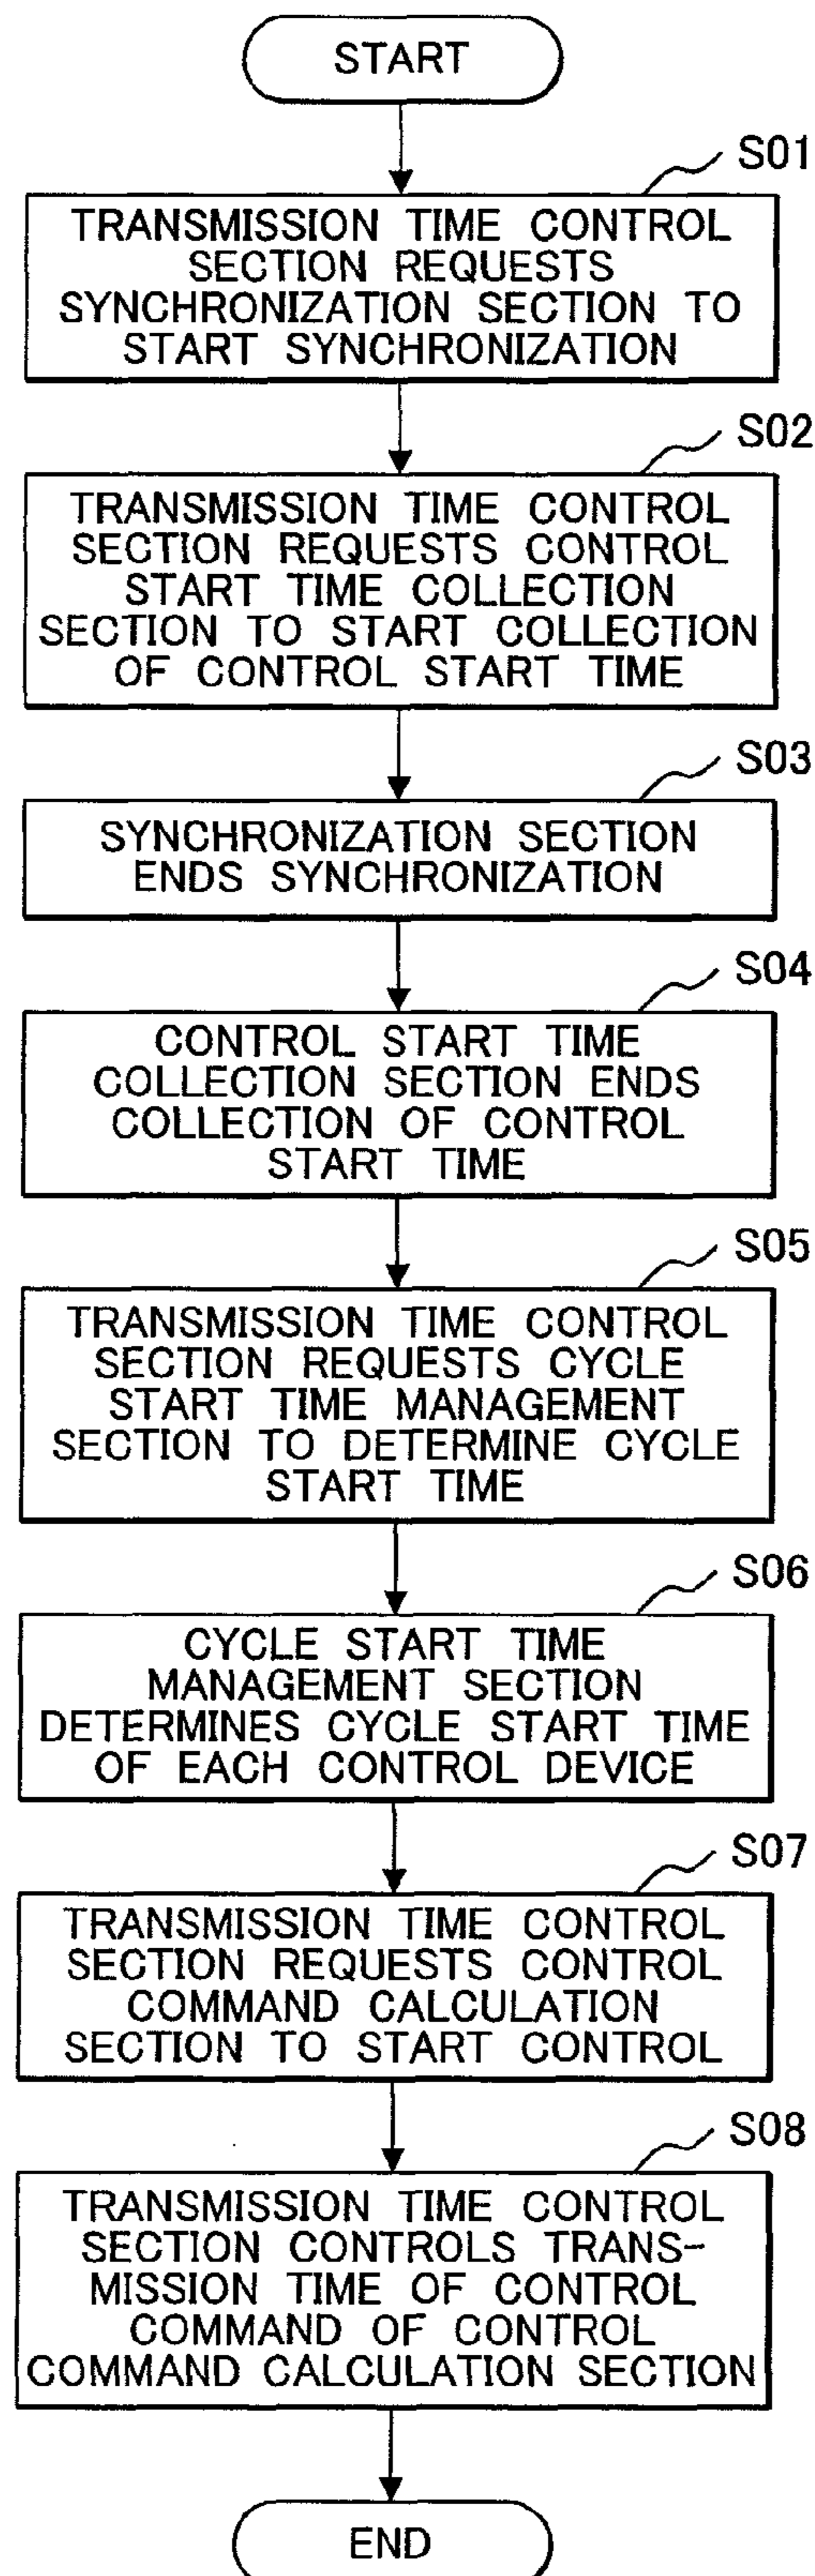 START
S01
TRANSMISSION TIME CONTROL
SECTION REQUESTS
SYNCHRONIZATION SECTION TO
START SYNCHRONIZATION
S02
TRANSMISSION TIME CONTROL
SECTION REQUESTS CONTROL
START TIME COLLECTION
SECTION TO START COLLECTION
OF CONTROL START TIME
S03
SYNCHRONIZATION SECTION
ENDS SYNCHRONIZATION
S04
CONTROL START TIME
COLLECTION SECTION ENDS
COLLECTION OF CONTROL
START TIME
S05
TRANSMISSION TIME CONTROL
SECTION REQUESTS CYCLE
START TIME MANAGEMENT
SECTION TO DETERMINE CYCLE
START TIME
S06
CYCLE START TIME
MANAGEMENT SECTION
DETERMINES CYCLE START TIME
OF EACH CONTROL DEVICE
S07
TRANSMISSION TIME CONTROL
SECTION REQUESTS CONTROL
COMMAND CALCULATION
SECTION TO START CONTROL
S08
TRANSMISSION TIME CONTROL
SECTION CONTROLS TRANS-
MISSION TIME OF CONTROL
COMMAND OF CONTROL
COMMAND CALCULATION SECTION
END